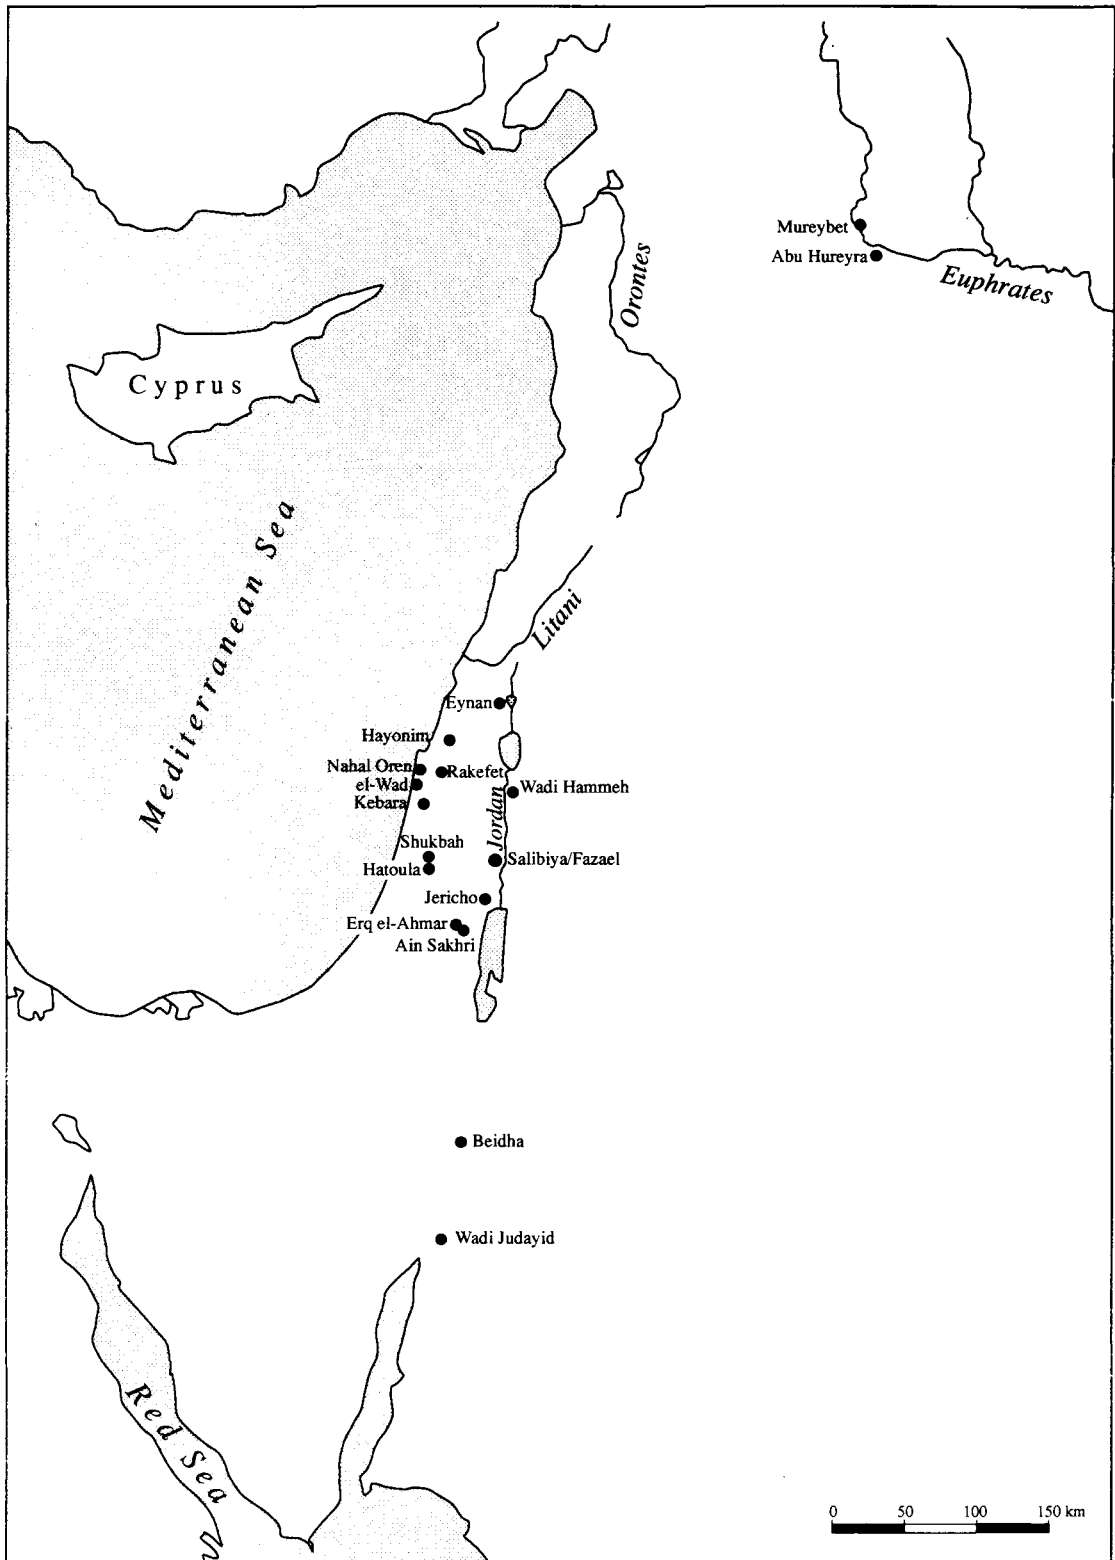 Mureybet
Abu Hureyra
Euphrates
Orontes
Cyprus
Mediterranean Sea
Litani
Eynan
Hayonim
Nahal Oren
Rakefet
el-Wad
Wadi Hammeh
Kebara
Jordan
Shukbah
Salibiya/Fazael
Hatoula
Jericho
Erq el-Ahmar
Ain Sakhri
Beidha
Wadi Judayid
Red Sea
0 50 100 150 km